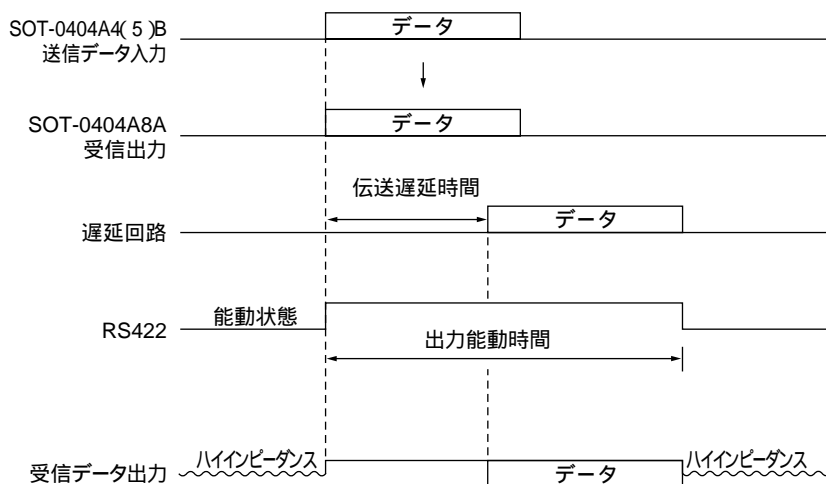 SOT-0404A4(5)B
送信データ入力
データ
SOT-0404A8A
受信出力
データ
伝送遅延時間
遅延回路
データ
RS422
能動状態
出力能動時間
受信データ出力
ハイインピーダンス
データ
ハイインピーダンス